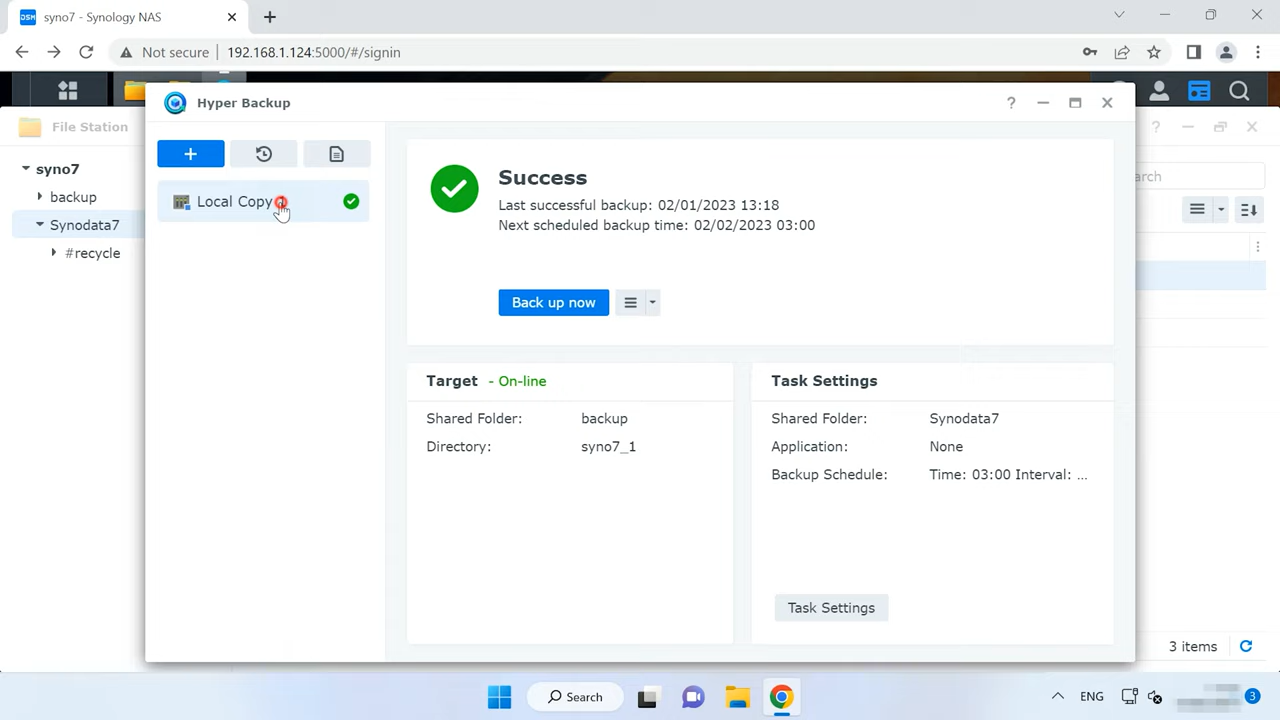 DSM syno7 - Synology NAS
Not secure 192.168.1.124:5000/#/signin
Hyper Backup
File Station
syno7
backup
Synodata7
#recycle
Local Copy
Success
Last successful backup: 02/01/2023 13:18
Next scheduled backup time: 02/02/2023 03:00
Back up now
Target - On-line
Shared Folder: backup
Directory: syno7_1
Task Settings
Shared Folder: Synodata7
Application: None
Backup Schedule: Time: 03:00 Interval: ...
Task Settings
arch
3 items
Search
ENG
3